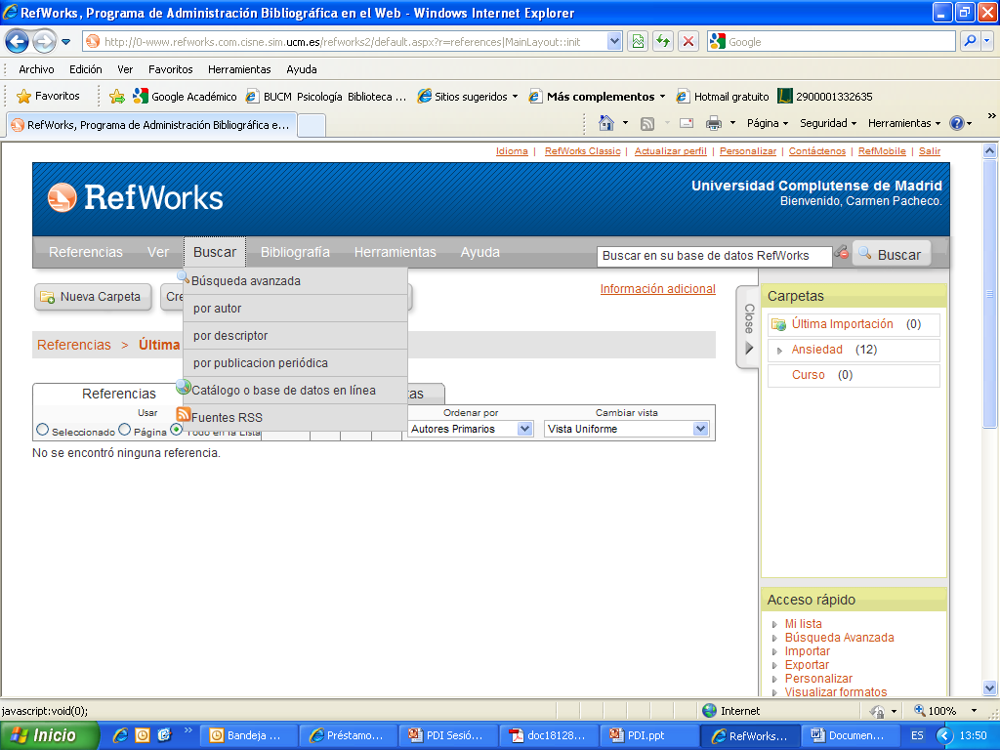 RefWorks, Programa de Administración Bibliográfica en el Web - Windows Internet Explorer
http://0-www.refworks.com.cisne.sim.ucm.es/refworks2/default.aspx?r=references|MainLayout::init
Google
Archivo Edición Ver Favoritos Herramientas Ayuda
Favoritos Google Académico BUCM Psicología Biblioteca ... Sitios sugeridos Más complementos Hotmail gratuito 2900001332635
RefWorks, Programa de Administración Bibliográfica e... Página Seguridad Herramientas
Idioma | RefWorks Classic | Actualizar perfil | Personalizar | Contáctenos | RefMobile | Salir
RefWorks
Universidad Complutense de Madrid
Bienvenido, Carmen Pacheco.
Referencias Ver Buscar Bibliografía Herramientas Ayuda
Buscar en su base de datos RefWorks Buscar
Búsqueda avanzada
por autor
por descriptor
por publicacion periódica
Catálogo o base de datos en línea
Fuentes RSS
Nueva Carpeta Cre
Información adicional
Referencias > Última
Referencias tas
Usar
Seleccionado Página Todo en la Lista
Ordenar por
Autores Primarios
Cambiar vista
Vista Uniforme
No se encontró ninguna referencia.
Close
Carpetas
Última Importación (0)
Ansiedad (12)
Curso (0)
Acceso rápido
Mi lista
Búsqueda Avanzada
Importar
Exportar
Personalizar
Visualizar formatos
javascript:void(0); Internet 100%
Inicio Bandeja ... Préstamo... PDI Sesió... doc18128... PDI.ppt RefWorks... Documen... ES 13:50